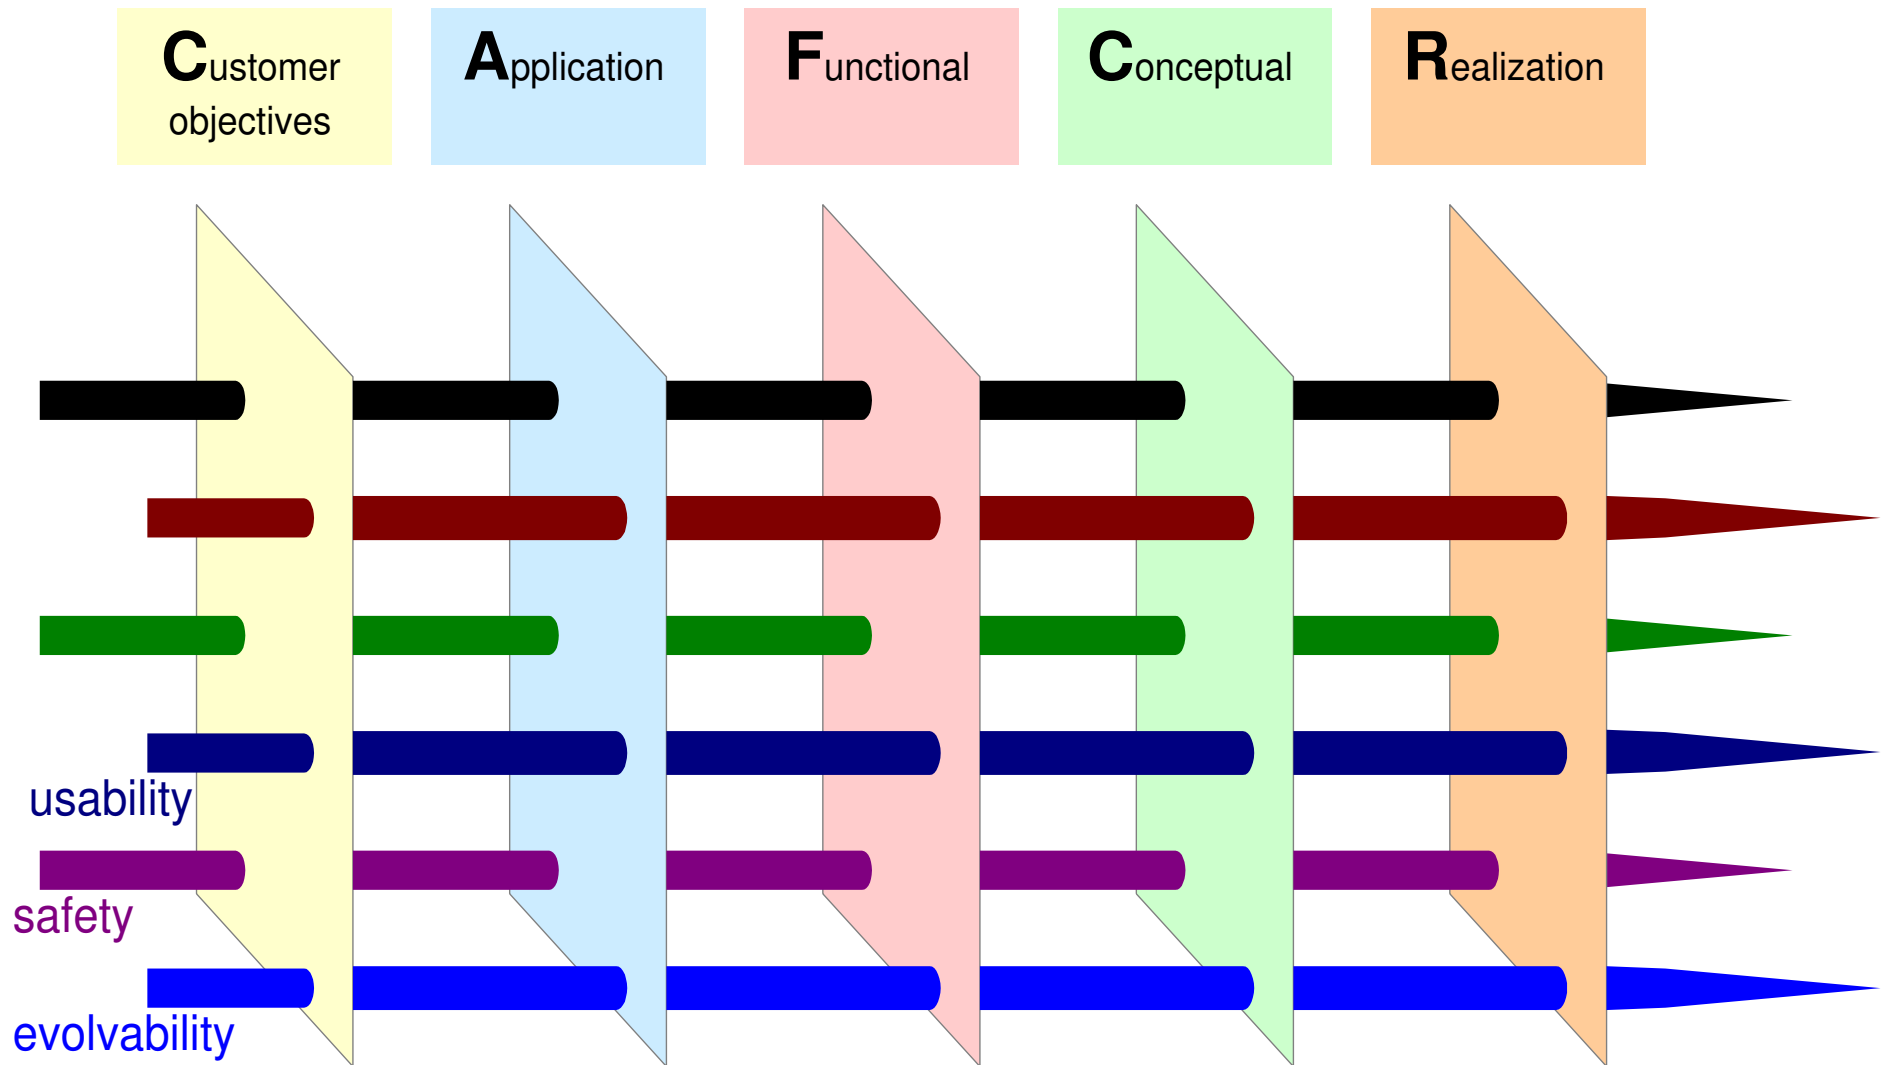 Customer
objectives
Application
Functional
Conceptual
Realization
usability
safety
evolvability